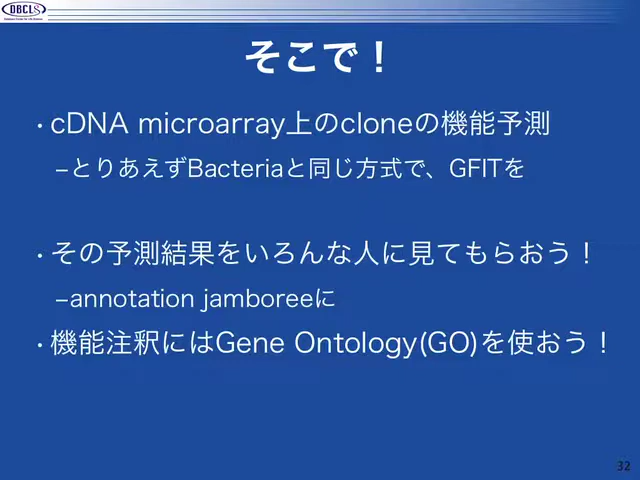 DBCLS
そこで！
・cDNA microarray上のcloneの機能予測
–とりあえずBacteriaと同じ方式で、GFITを
・その予測結果をいろんな人に見てもらおう！
–annotation jamboreeに
・機能注釈にはGene Ontology(GO)を使おう！
32